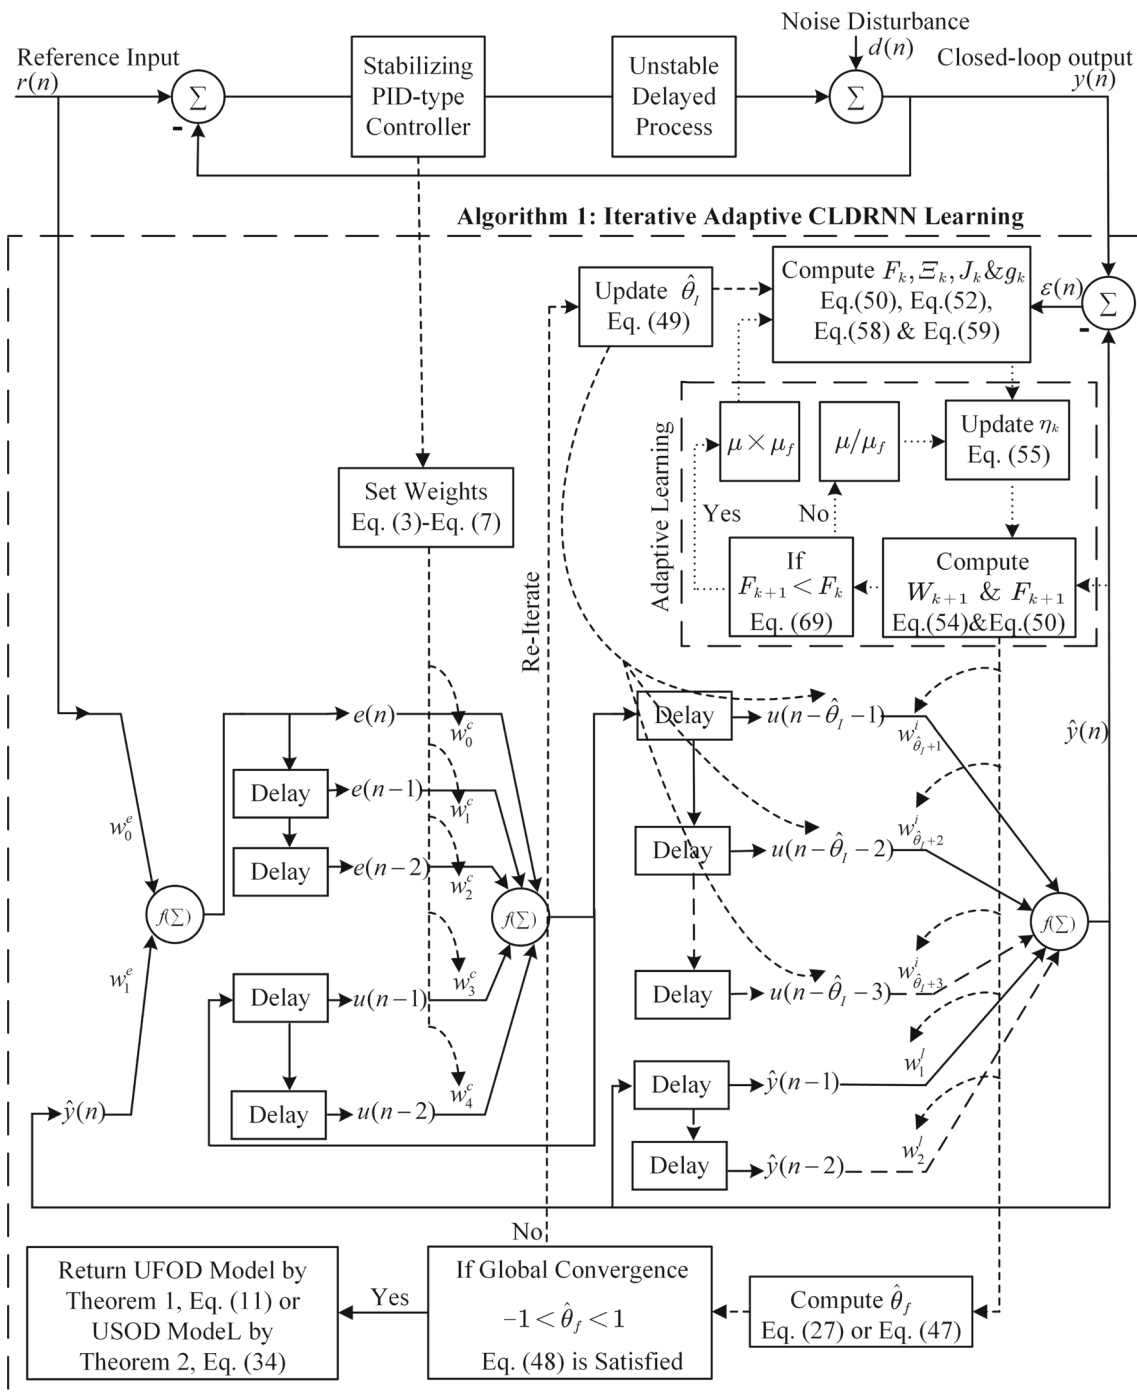 Noise Disturbance
d(n)
Reference Input
r(n)
Closed-loop output
y(n)
Σ
-
Stabilizing
PID-type
Controller
Unstable
Delayed
Process
Σ
Algorithm 1: Iterative Adaptive CLDRNN Learning
Update θ̂_I
Eq. (49)
Compute F_k, Ξ_k, J_k&g_k
Eq.(50), Eq.(52),
Eq.(58) & Eq.(59)
ε(n)
Σ
-
Adaptive Learning
μ × μ_f
μ/μ_f
Update η_k
Eq. (55)
Yes
No
If
F_{k+1} < F_k
Eq. (69)
Compute
W_{k+1} & F_{k+1}
Eq.(54)&Eq.(50)
Set Weights
Eq. (3)-Eq. (7)
Re-Iterate
w_0^e
w_1^e
ŷ(n)
f(Σ)
e(n)
Delay
e(n-1)
Delay
e(n-2)
Delay
u(n-1)
Delay
u(n-2)
w_0^c
w_1^c
w_2^c
w_3^c
w_4^c
f(Σ)
Delay
u(n-θ̂_I-1)
Delay
u(n-θ̂_I-2)
Delay
u(n-θ̂_I-3)
Delay
ŷ(n-1)
Delay
ŷ(n-2)
w^i_{θ̂_I+1}
w^i_{θ̂_I+2}
w^i_{θ̂_I+3}
w_1^l
w_2^l
f(Σ)
ŷ(n)
No
Return UFOD Model by
Theorem 1, Eq. (11) or
USOD ModeL by
Theorem 2, Eq. (34)
Yes
If Global Convergence
-1 < θ̂_f < 1
Eq. (48) is Satisfied
Compute θ̂_f
Eq. (27) or Eq. (47)